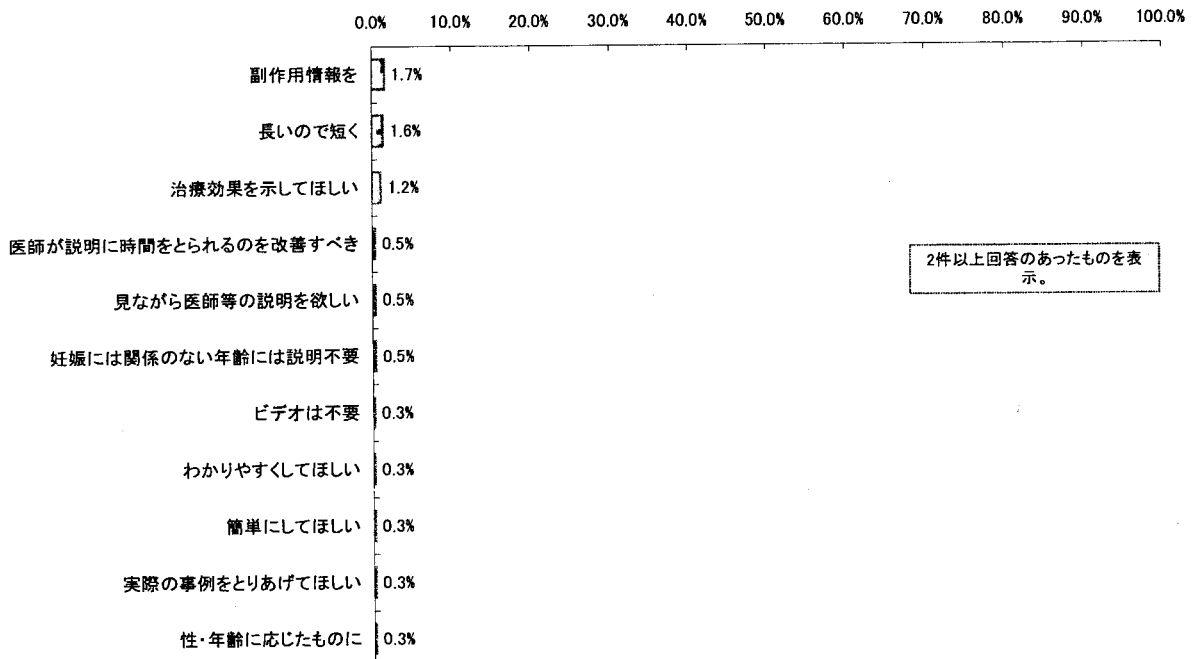 0.0% 10.0% 20.0% 30.0% 40.0% 50.0% 60.0% 70.0% 80.0% 90.0% 100.0%
副作用情報を 1.7%
長いので短く 1.6%
治療効果を示してほしい 1.2%
医師が説明に時間をとられるのを改善すべき 0.5%
見ながら医師等の説明を欲しい 0.5%
妊娠には関係のない年齢には説明不要 0.5%
ビデオは不要 0.3%
わかりやすくしてほしい 0.3%
簡単にしてほしい 0.3%
実際の事例をとりあげてほしい 0.3%
性・年齢に応じたものに 0.3%
2件以上回答のあったものを表
示。